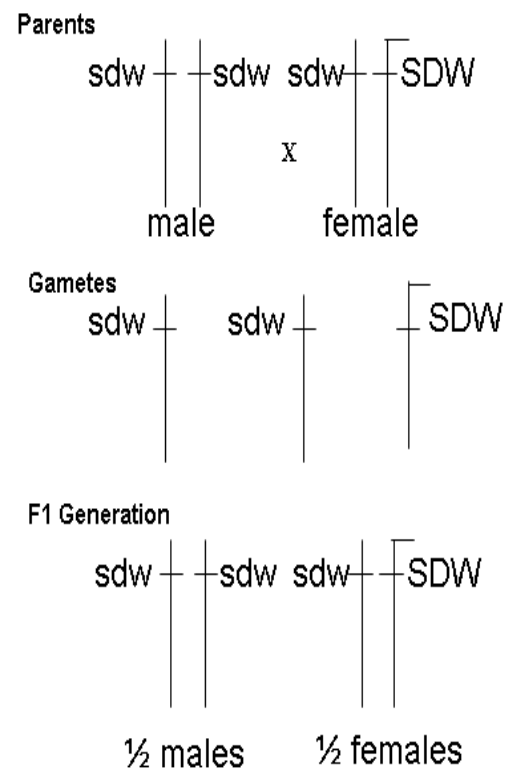 Parents
sdw sdw sdw SDW
x
male female
Gametes
sdw sdw SDW
F1 Generation
sdw sdw sdw SDW
½ males ½ females